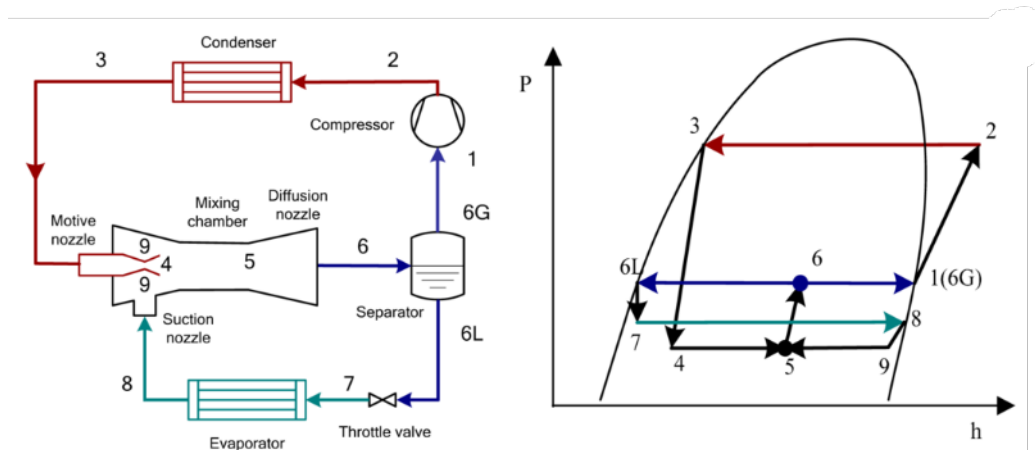 Condenser
3
2
Compressor
1
Mixing
chamber
Diffusion
nozzle
Motive
nozzle
9
4
5
9
6
6G
Separator
6L
Suction
nozzle
8
7
Throttle valve
Evaporator
P
3
2
6L
6
1(6G)
7
8
4
5
9
h